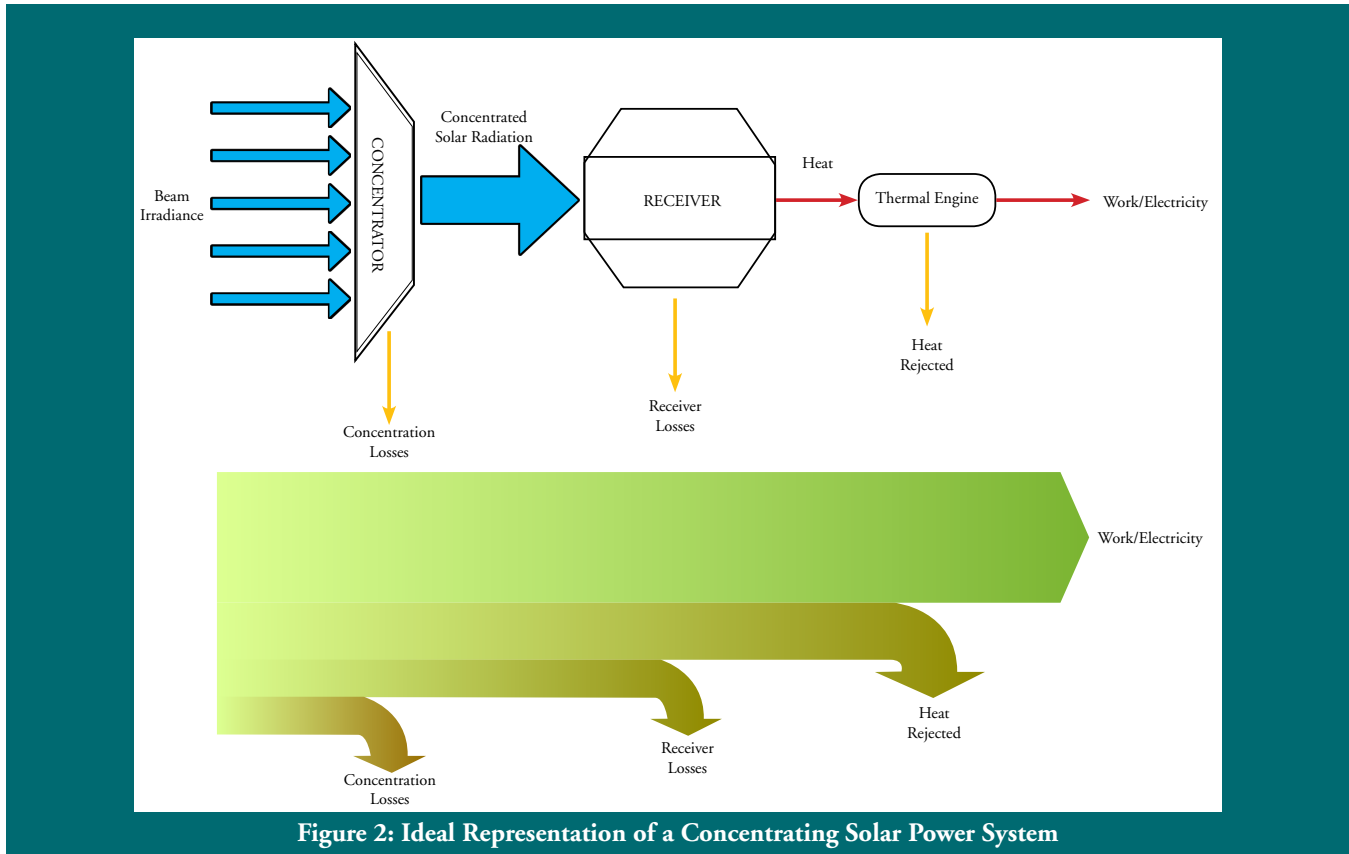 Concentrated
Solar Radiation
Beam
Irradiance
CONCENTRATOR
RECEIVER
Heat
Thermal Engine
Work/Electricity
Heat
Rejected
Receiver
Losses
Concentration
Losses
Work/Electricity
Heat
Rejected
Receiver
Losses
Concentration
Losses
Figure 2: Ideal Representation of a Concentrating Solar Power System